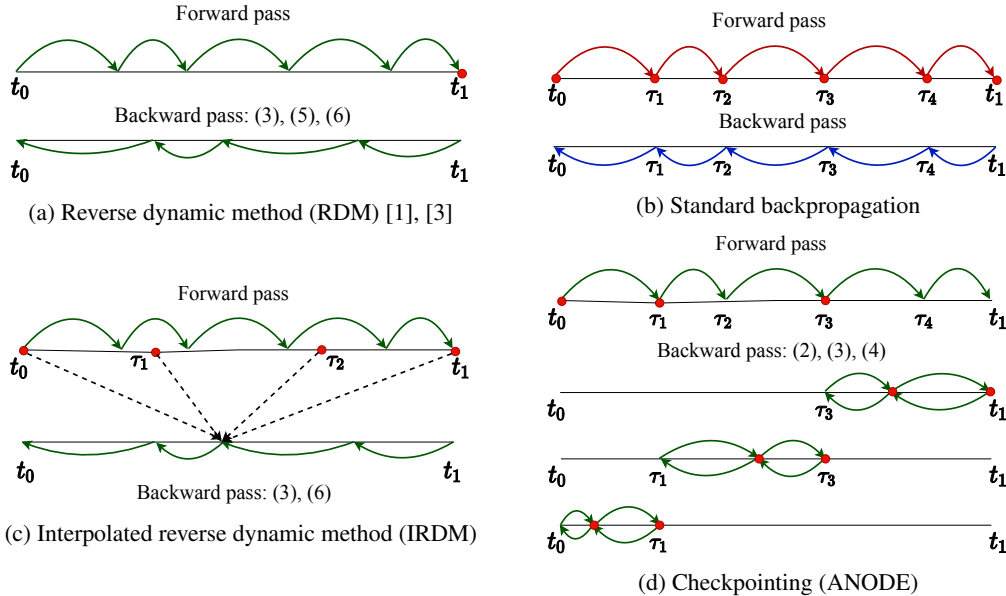 Forward pass
t0 t1
Backward pass: (3), (5), (6)
t0 t1
(a) Reverse dynamic method (RDM) [1], [3]
Forward pass
t0 τ1 τ2 τ3 τ4 t1
Backward pass
t0 τ1 τ2 τ3 τ4 t1
(b) Standard backpropagation
Forward pass
t0 τ1 τ2 t1
t0 t1
Backward pass: (3), (6)
(c) Interpolated reverse dynamic method (IRDM)
Forward pass
t0 τ1 τ2 τ3 τ4 t1
Backward pass: (2), (3), (4)
t0 τ3 t1
t0 τ1 τ3 t1
t0 τ1 t1
(d) Checkpointing (ANODE)